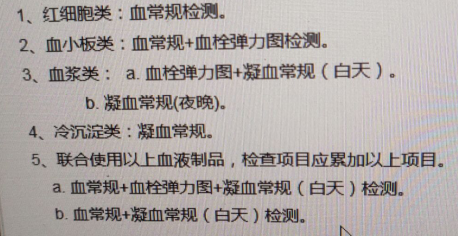 1、红细胞类：血常规检测。
2、血小板类：血常规+血栓弹力图检测。
3、血浆类： a. 血栓弹力图+凝血常规（白天）。
b. 凝血常规(夜晚)。
4、冷沉淀类：凝血常规。
5、联合使用以上血液制品，检查项目应累加以上项目。
a. 血常规+血栓弹力图+凝血常规（白天）检测。
b. 血常规+凝血常规（白天）检测。